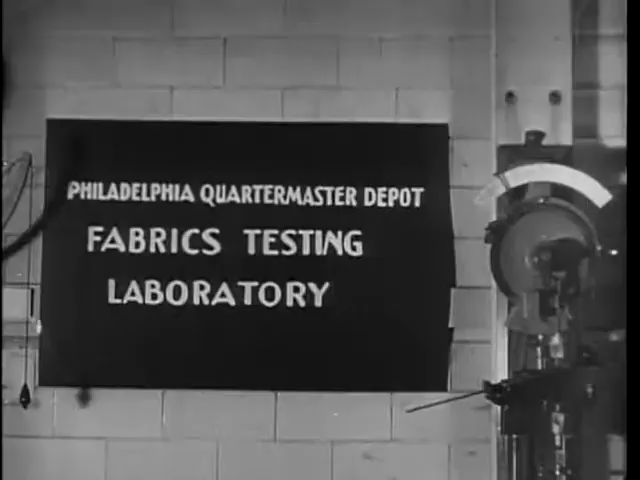 PHILADELPHIA QUARTERMASTER DEPOT
FABRICS TESTING
LABORATORY